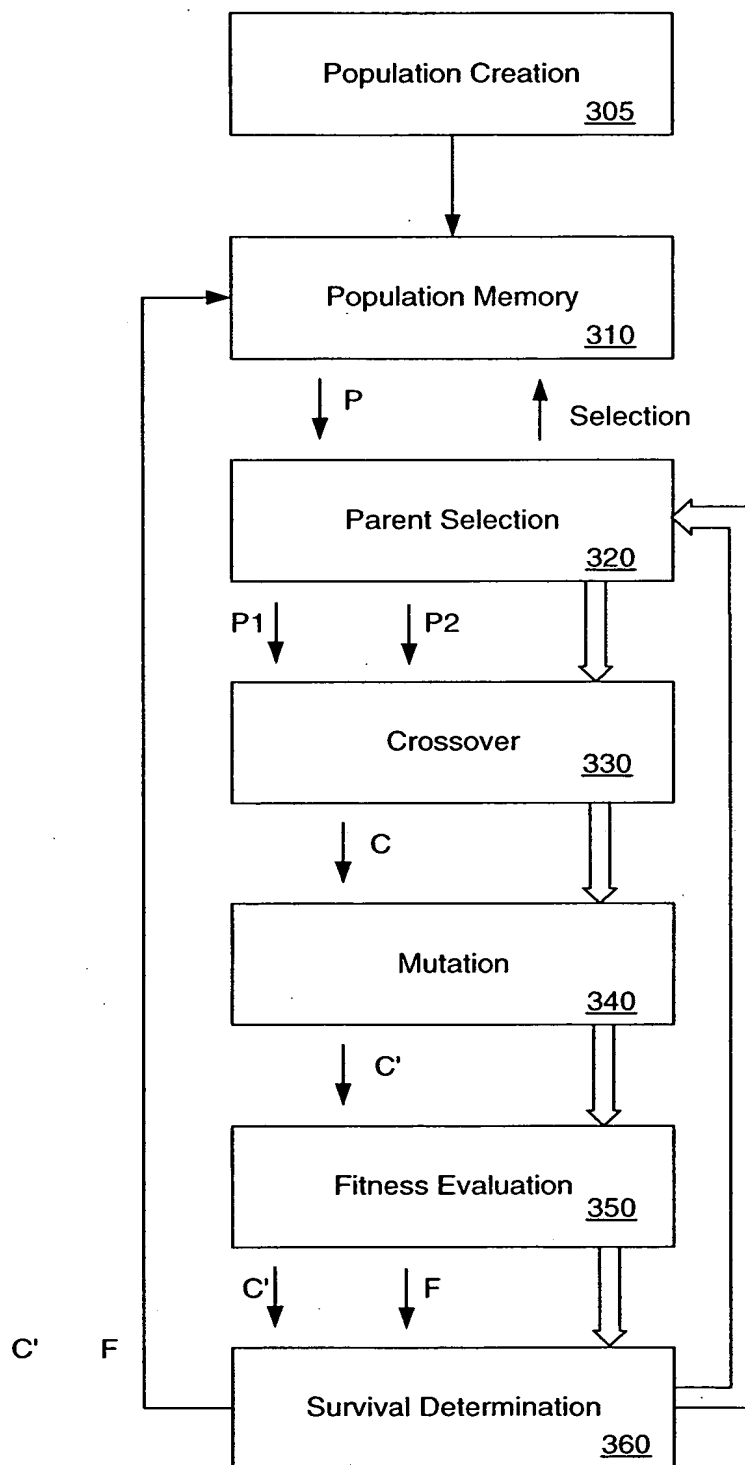 Population Creation
305
Population Memory
310
P
Selection
Parent Selection
320
P1
P2
Crossover
330
C
Mutation
340
C'
Fitness Evaluation
350
C'
F
C'
F
Survival Determination
360